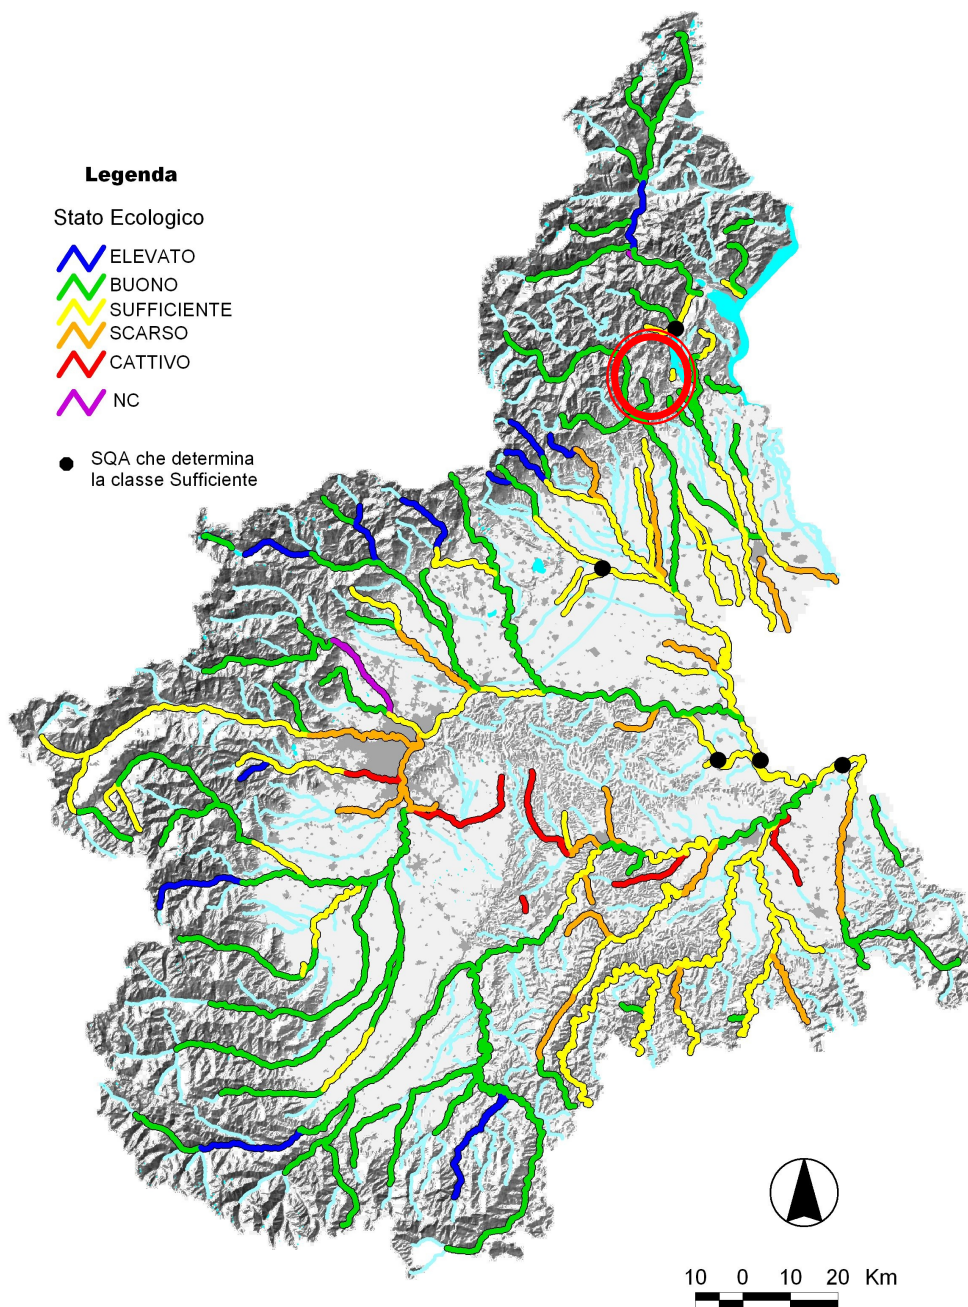 Legenda
Stato Ecologico
ELEVATO
BUONO
SUFFICIENTE
SCARSO
CATTIVO
NC
SQA che determina
la classe Sufficiente
10 0 10 20 Km